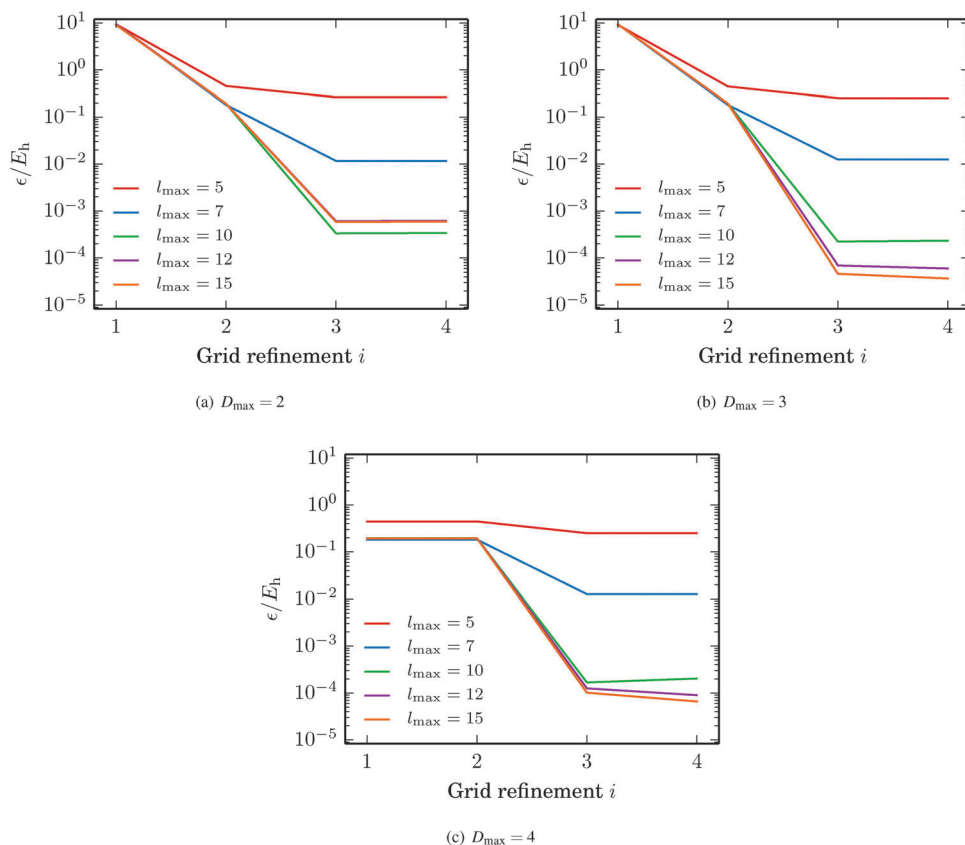 10^1
10^0
10^-1
10^-2
10^-3
10^-4
10^-5
ϵ/E_h
l_max = 5
l_max = 7
l_max = 10
l_max = 12
l_max = 15
1 2 3 4
Grid refinement i
(a) D_max = 2
10^1
10^0
10^-1
10^-2
10^-3
10^-4
10^-5
ϵ/E_h
l_max = 5
l_max = 7
l_max = 10
l_max = 12
l_max = 15
1 2 3 4
Grid refinement i
(b) D_max = 3
10^1
10^0
10^-1
10^-2
10^-3
10^-4
10^-5
ϵ/E_h
l_max = 5
l_max = 7
l_max = 10
l_max = 12
l_max = 15
1 2 3 4
Grid refinement i
(c) D_max = 4